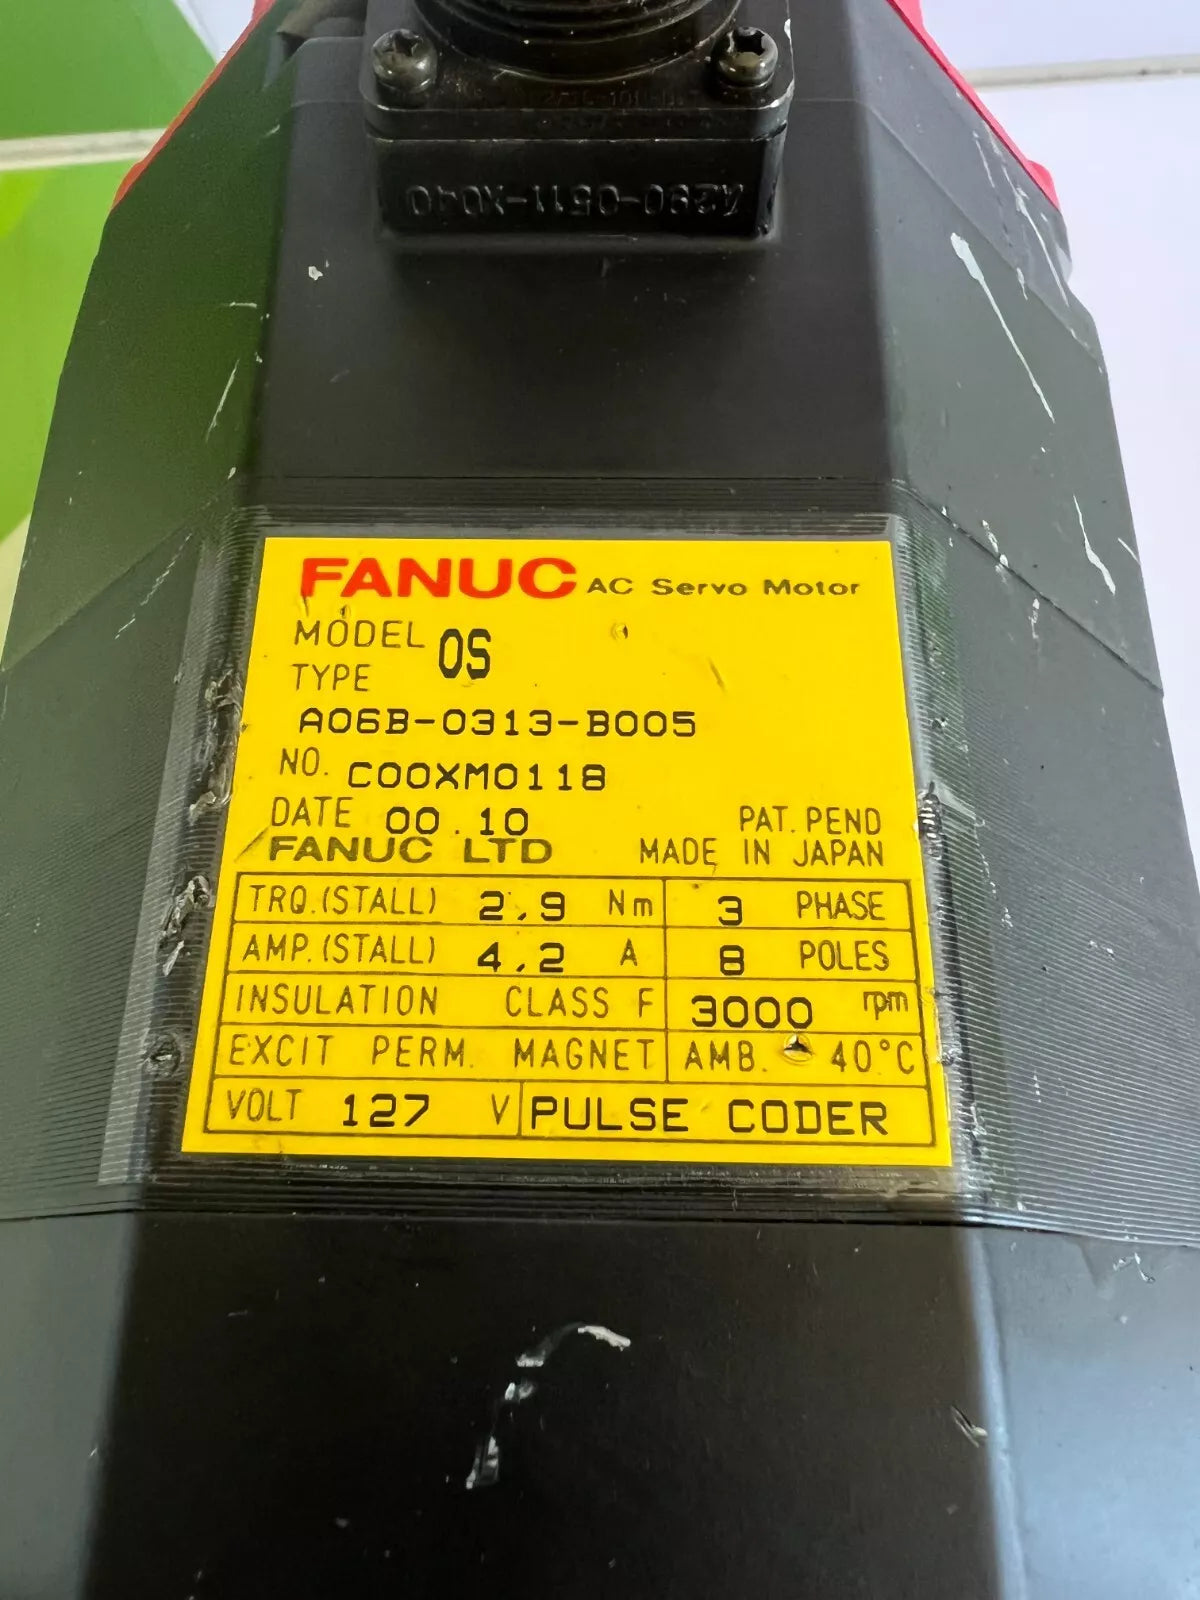 A290-0511-X040
FANUC AC Servo Motor
MODEL 0S
TYPE
A06B-0313-B005
NO. C00XM0118
DATE 00.10 PAT. PEND
FANUC LTD MADE IN JAPAN
TRQ.(STALL) 2,9 Nm 3 PHASE
AMP.(STALL) 4,2 A 8 POLES
INSULATION CLASS F 3000 rpm
EXCIT PERM. MAGNET AMB. 40°C
VOLT 127 V PULSE CODER